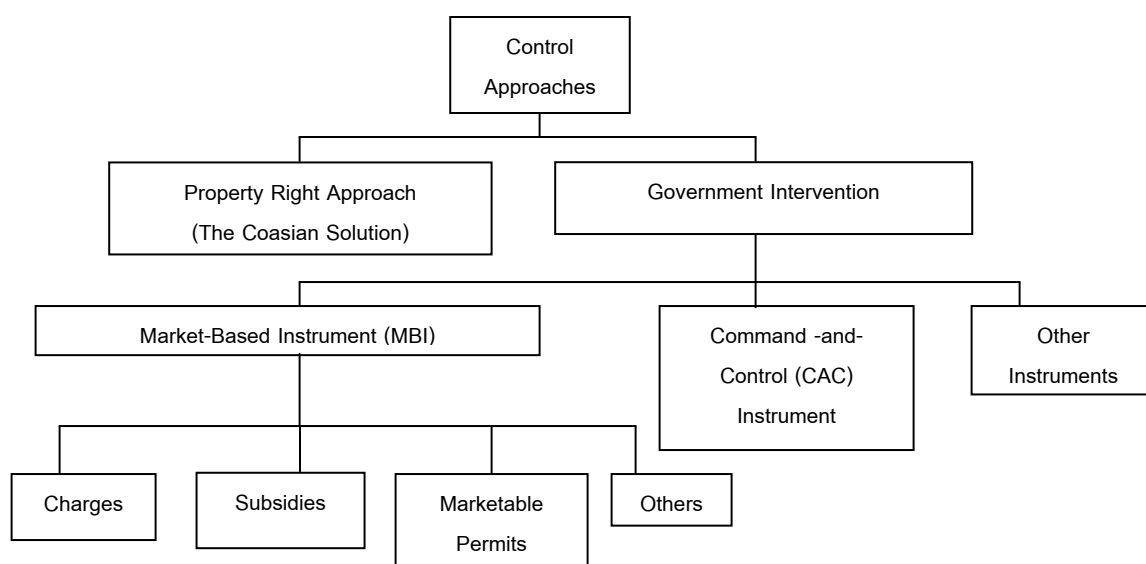 Control
Approaches
Property Right Approach
(The Coasian Solution)
Government Intervention
Market-Based Instrument (MBI)
Command -and-
Control (CAC)
Instrument
Other
Instruments
Charges
Subsidies
Marketable
Permits
Others